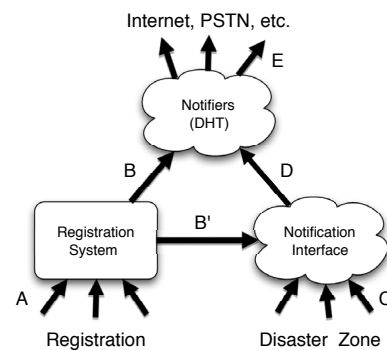 Internet, PSTN, etc.
E
Notifiers
(DHT)
B
D
Registration
System
B'
Notification
Interface
A
C
Registration
Disaster Zone